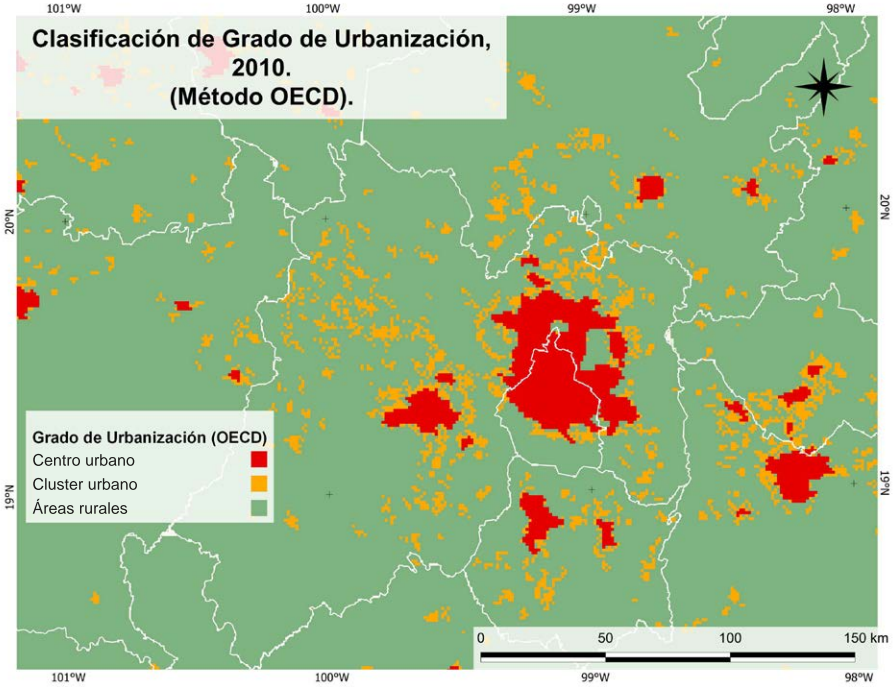 101°W
100°W
99°W
98°W
Clasificación de Grado de Urbanización,
2010.
(Método OECD).
20°N
20°N
Grado de Urbanización (OECD)
Centro urbano
Cluster urbano
Áreas rurales
19°N
19°N
0 50 100 150 km
101°W
100°W
99°W
98°W